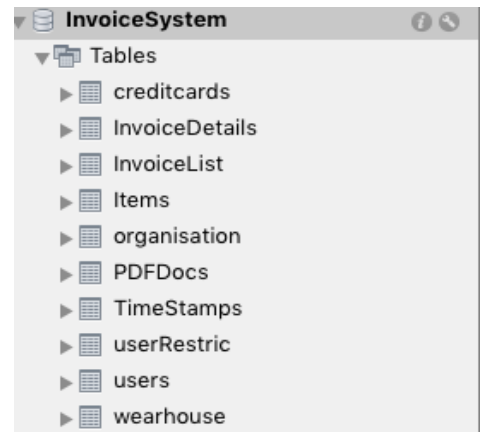 InvoiceSystem
Tables
creditcards
InvoiceDetails
InvoiceList
Items
organisation
PDFDocs
TimeStamps
userRestric
users
wearhouse